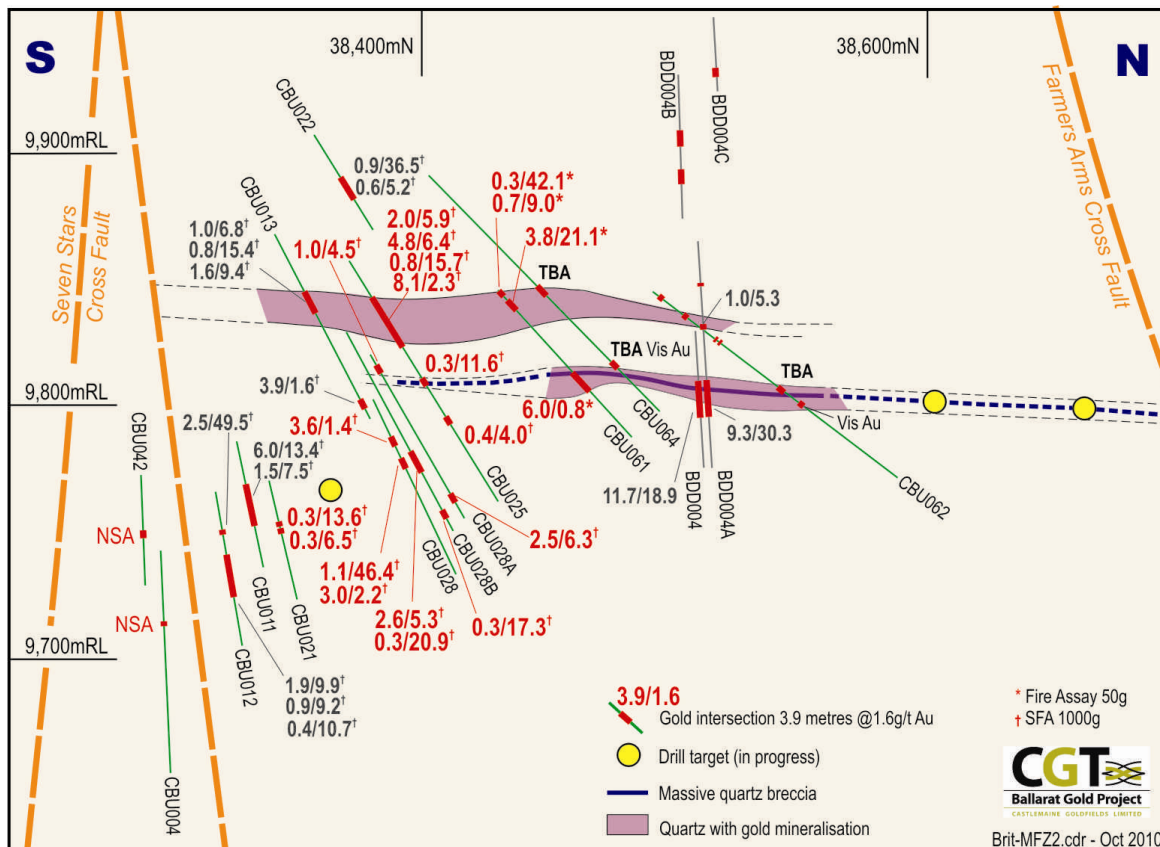 S
38,400mN
38,600mN
N
Seven Stars
Cross Fault
Farmers Arms Cross Fault
9,900mRL
9,800mRL
9,700mRL
CBU022
CBU013
BDD004B
BDD004C
0.9/36.5†
0.6/5.2†
0.3/42.1*
0.7/9.0*
1.0/6.8†
0.8/15.4†
1.6/9.4†
1.0/4.5†
2.0/5.9†
4.8/6.4†
0.8/15.7†
8.1/2.3†
3.8/21.1*
TBA
1.0/5.3
TBA Vis Au
TBA
0.3/11.6†
3.9/1.6†
6.0/0.8*
Vis Au
9.3/30.3
11.7/18.9
2.5/49.5†
3.6/1.4†
0.4/4.0†
CBU064
CBU061
BDD004
BDD004A
CBU062
CBU042
6.0/13.4†
1.5/7.5†
CBU025
NSA
0.3/13.6†
0.3/6.5†
CBU028A
CBU028B
CBU028
2.5/6.3†
1.1/46.4†
3.0/2.2†
CBU011
CBU021
2.6/5.3†
0.3/20.9†
0.3/17.3†
NSA
CBU012
CBU004
1.9/9.9†
0.9/9.2†
0.4/10.7†
3.9/1.6
Gold intersection 3.9 metres @1.6g/t Au
Drill target (in progress)
Massive quartz breccia
Quartz with gold mineralisation
* Fire Assay 50g
† SFA 1000g
CGT
Ballarat Gold Project
CASTLEMAINE GOLDFIELDS LIMITED
Brit-MFZ2.cdr - Oct 2010